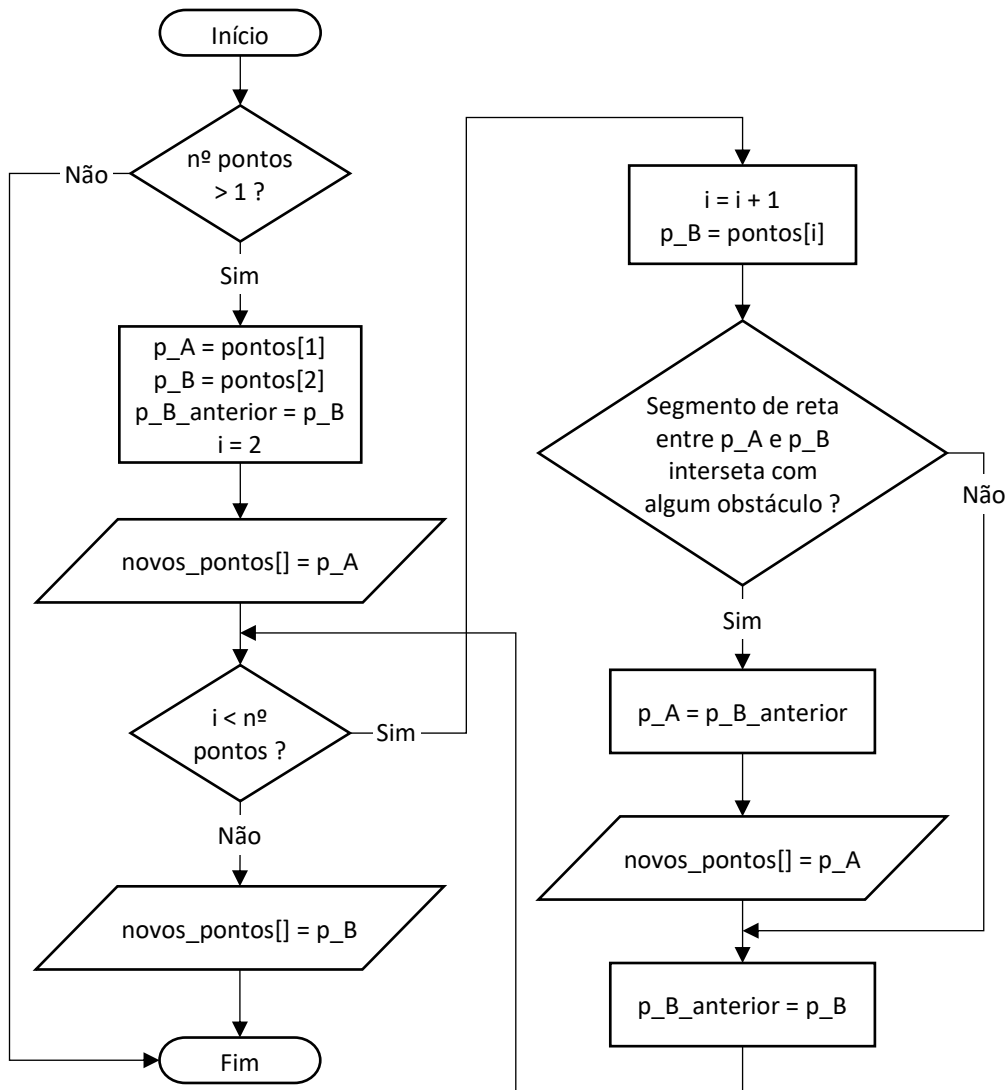 Início
nº pontos
> 1 ?
Não
Sim
p_A = pontos[1]
p_B = pontos[2]
p_B_anterior = p_B
i = 2
novos_pontos[] = p_A
i < nº
pontos ?
Sim
Não
novos_pontos[] = p_B
Fim
i = i + 1
p_B = pontos[i]
Segmento de reta
entre p_A e p_B
interseta com
algum obstáculo ?
Não
Sim
p_A = p_B_anterior
novos_pontos[] = p_A
p_B_anterior = p_B